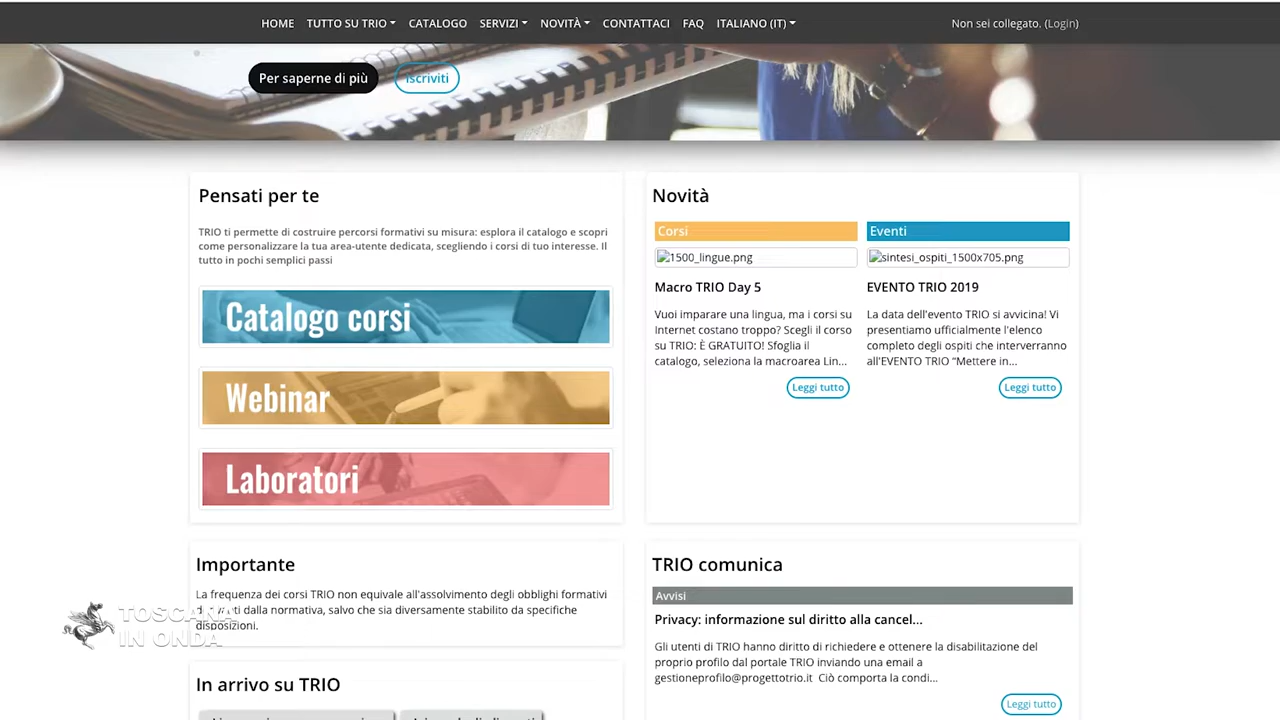 HOME TUTTO SU TRIO CATALOGO SERVIZI NOVITÀ CONTATTACI FAQ ITALIANO (IT) Non sei collegato. (Login)
Per saperne di più Iscriviti
Pensati per te
TRIO ti permette di costruire percorsi formativi su misura: esplora il catalogo e scopri
come personalizzare la tua area-utente dedicata, scegliendo i corsi di tuo interesse. Il
tutto in pochi semplici passi
Catalogo corsi
Webinar
Laboratori
Novità
Corsi
1500_lingue.png
Macro TRIO Day 5
Vuoi imparare una lingua, ma i corsi su
Internet costano troppo? Scegli il corso
su TRIO: È GRATUITO! Sfoglia il
catalogo, seleziona la macroarea Lin...
Leggi tutto
Eventi
sintesi_ospiti_1500x705.png
EVENTO TRIO 2019
La data dell'evento TRIO si avvicina! Vi
presentiamo ufficialmente l'elenco
completo degli ospiti che interverranno
all'EVENTO TRIO “Mettere in...
Leggi tutto
Importante
La frequenza dei corsi TRIO non equivale all'assolvimento degli obblighi formativi
dalla normativa, salvo che sia diversamente stabilito da specifiche
disposizioni.
TOSCANA
IN ONDA
In arrivo su TRIO
TRIO comunica
Avvisi
Privacy: informazione sul diritto alla cancel...
Gli utenti di TRIO hanno diritto di richiedere e ottenere la disabilitazione del
proprio profilo dal portale TRIO inviando una email a
gestioneprofilo@progettotrio.it Ciò comporta la condi...
Leggi tutto